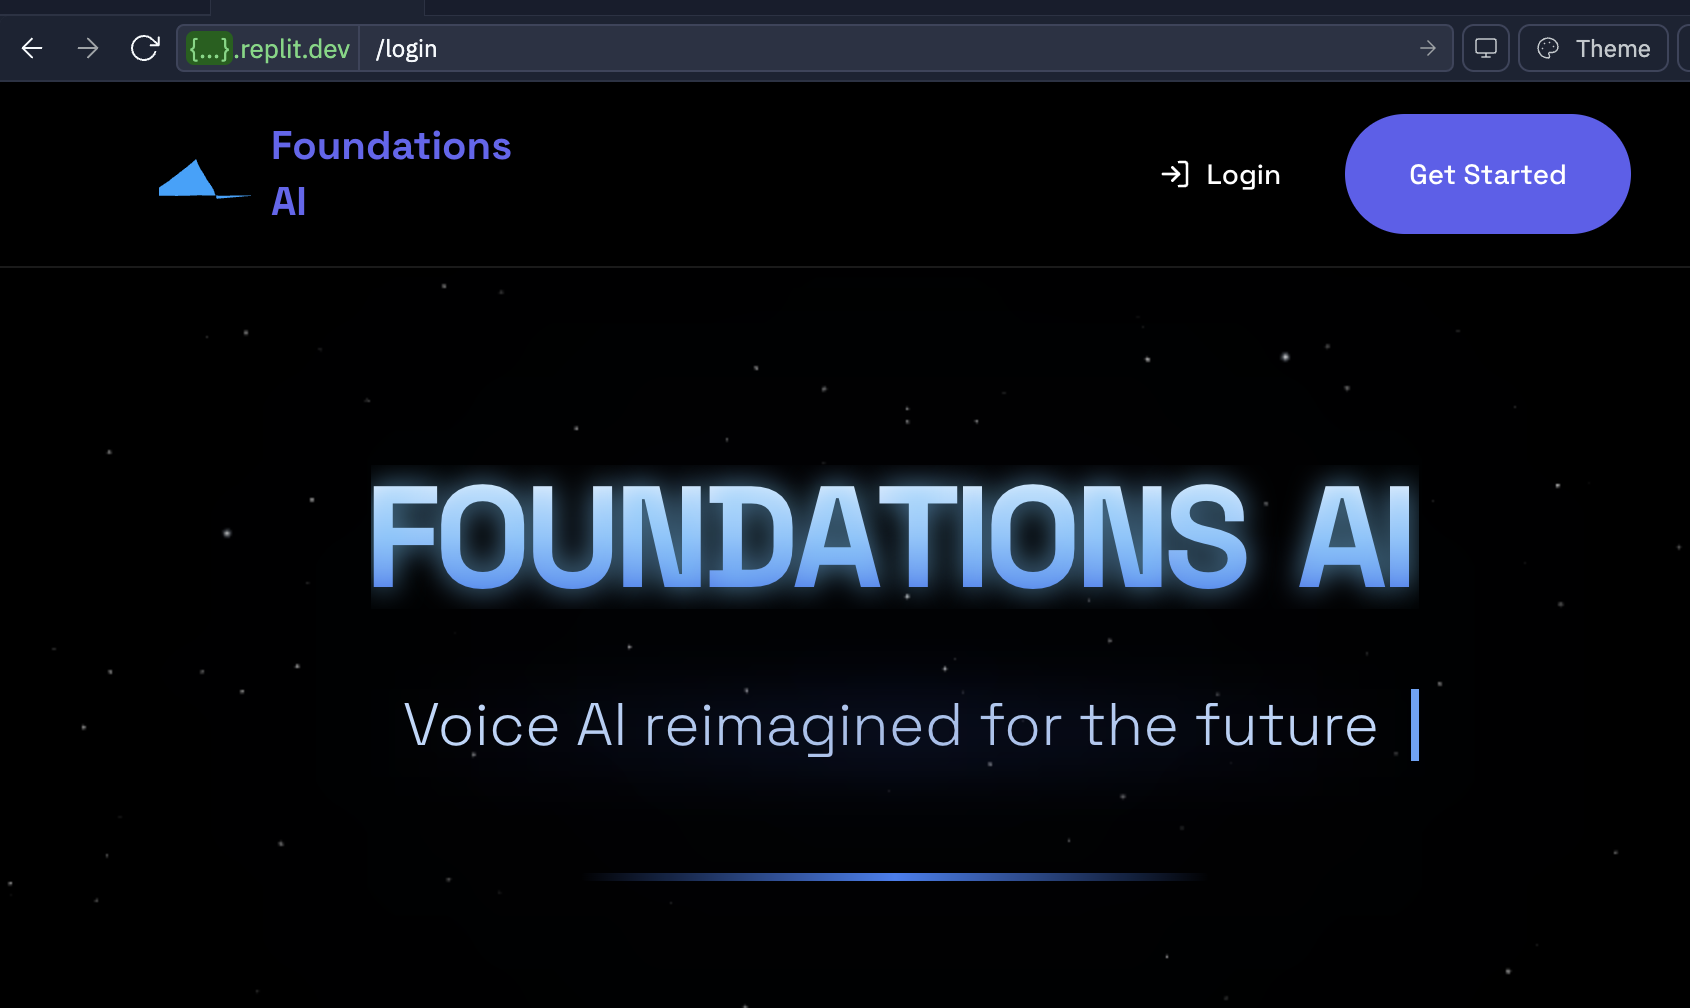 {...}.replit.dev /login
Theme
Foundations
AI
Login
Get Started
FOUNDATIONS AI
Voice AI reimagined for the future